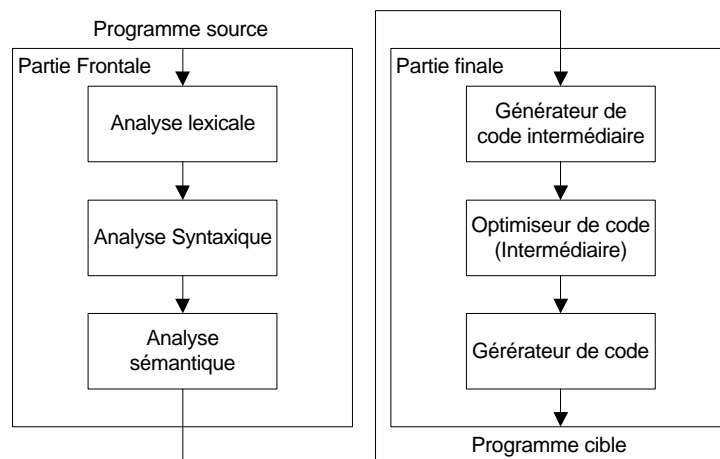 Programme source
Partie Frontale
Analyse lexicale
Analyse Syntaxique
Analyse
sémantique
Partie finale
Générateur de
code intermédiaire
Optimiseur de code
(Intermédiaire)
Gérérateur de code
Programme cible